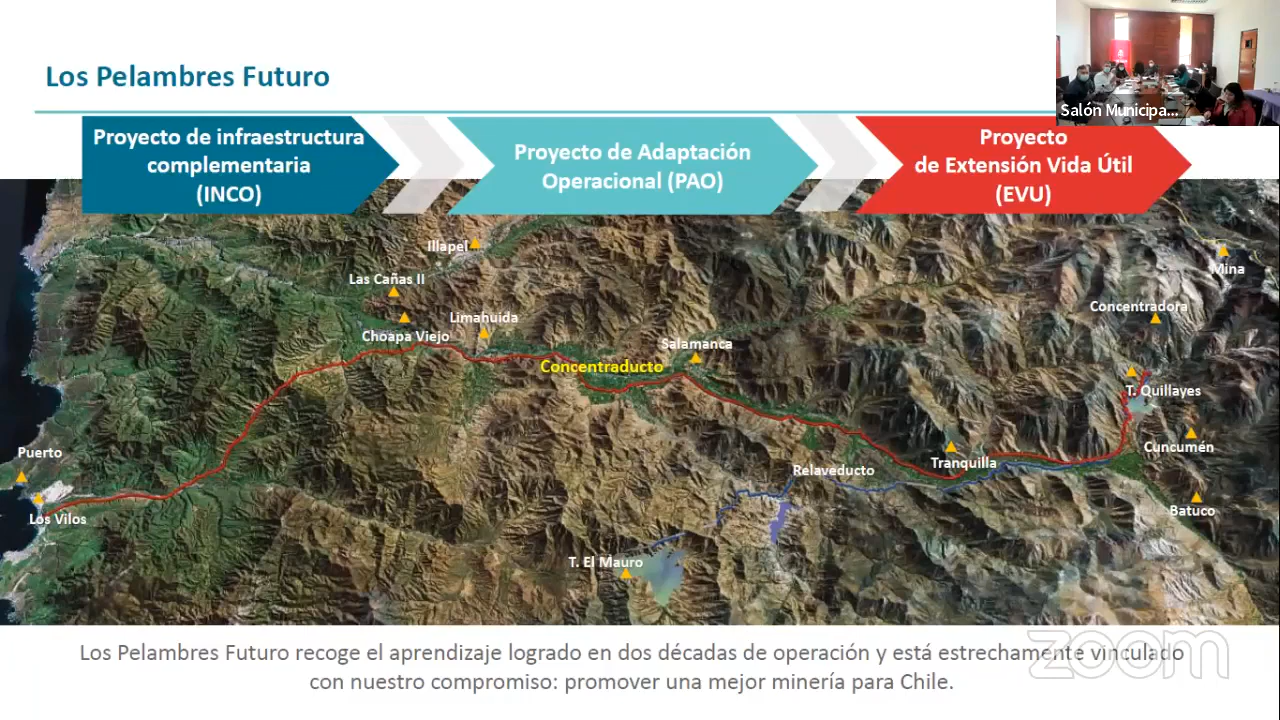 Los Pelambres Futuro
Salón Municipa...
Proyecto de infraestructura
complementaria
(INCO)
Proyecto de Adaptación
Operacional (PAO)
Proyecto
de Extensión Vida Útil
(EVU)
Illapel
Mina
Las Cañas II
Concentradora
Limahuida
Choapa Viejo
Salamanca
Concentraducto
T. Quillayes
Puerto
Cuncumén
Tranquilla
Relaveducto
Batuco
Los Vilos
T. El Mauro
Los Pelambres Futuro recoge el aprendizaje logrado en dos décadas de operación y está estrechamente vinculado
con nuestro compromiso: promover una mejor minería para Chile.
zoom